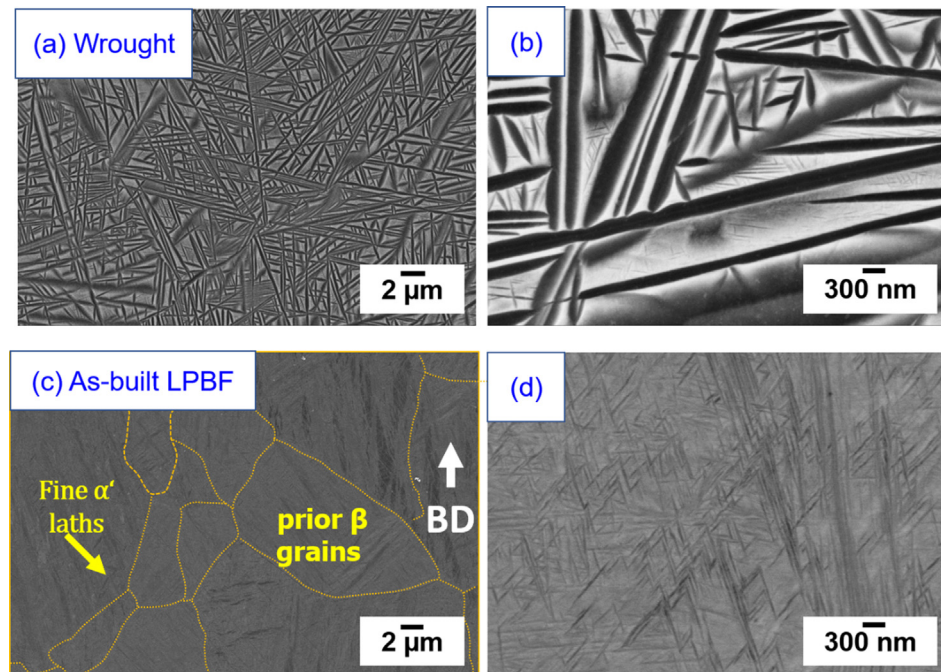 (a) Wrought
2 µm
(b)
300 nm
(c) As-built LPBF
Fine α‘
laths
prior β
grains
BD
2 µm
(d)
300 nm